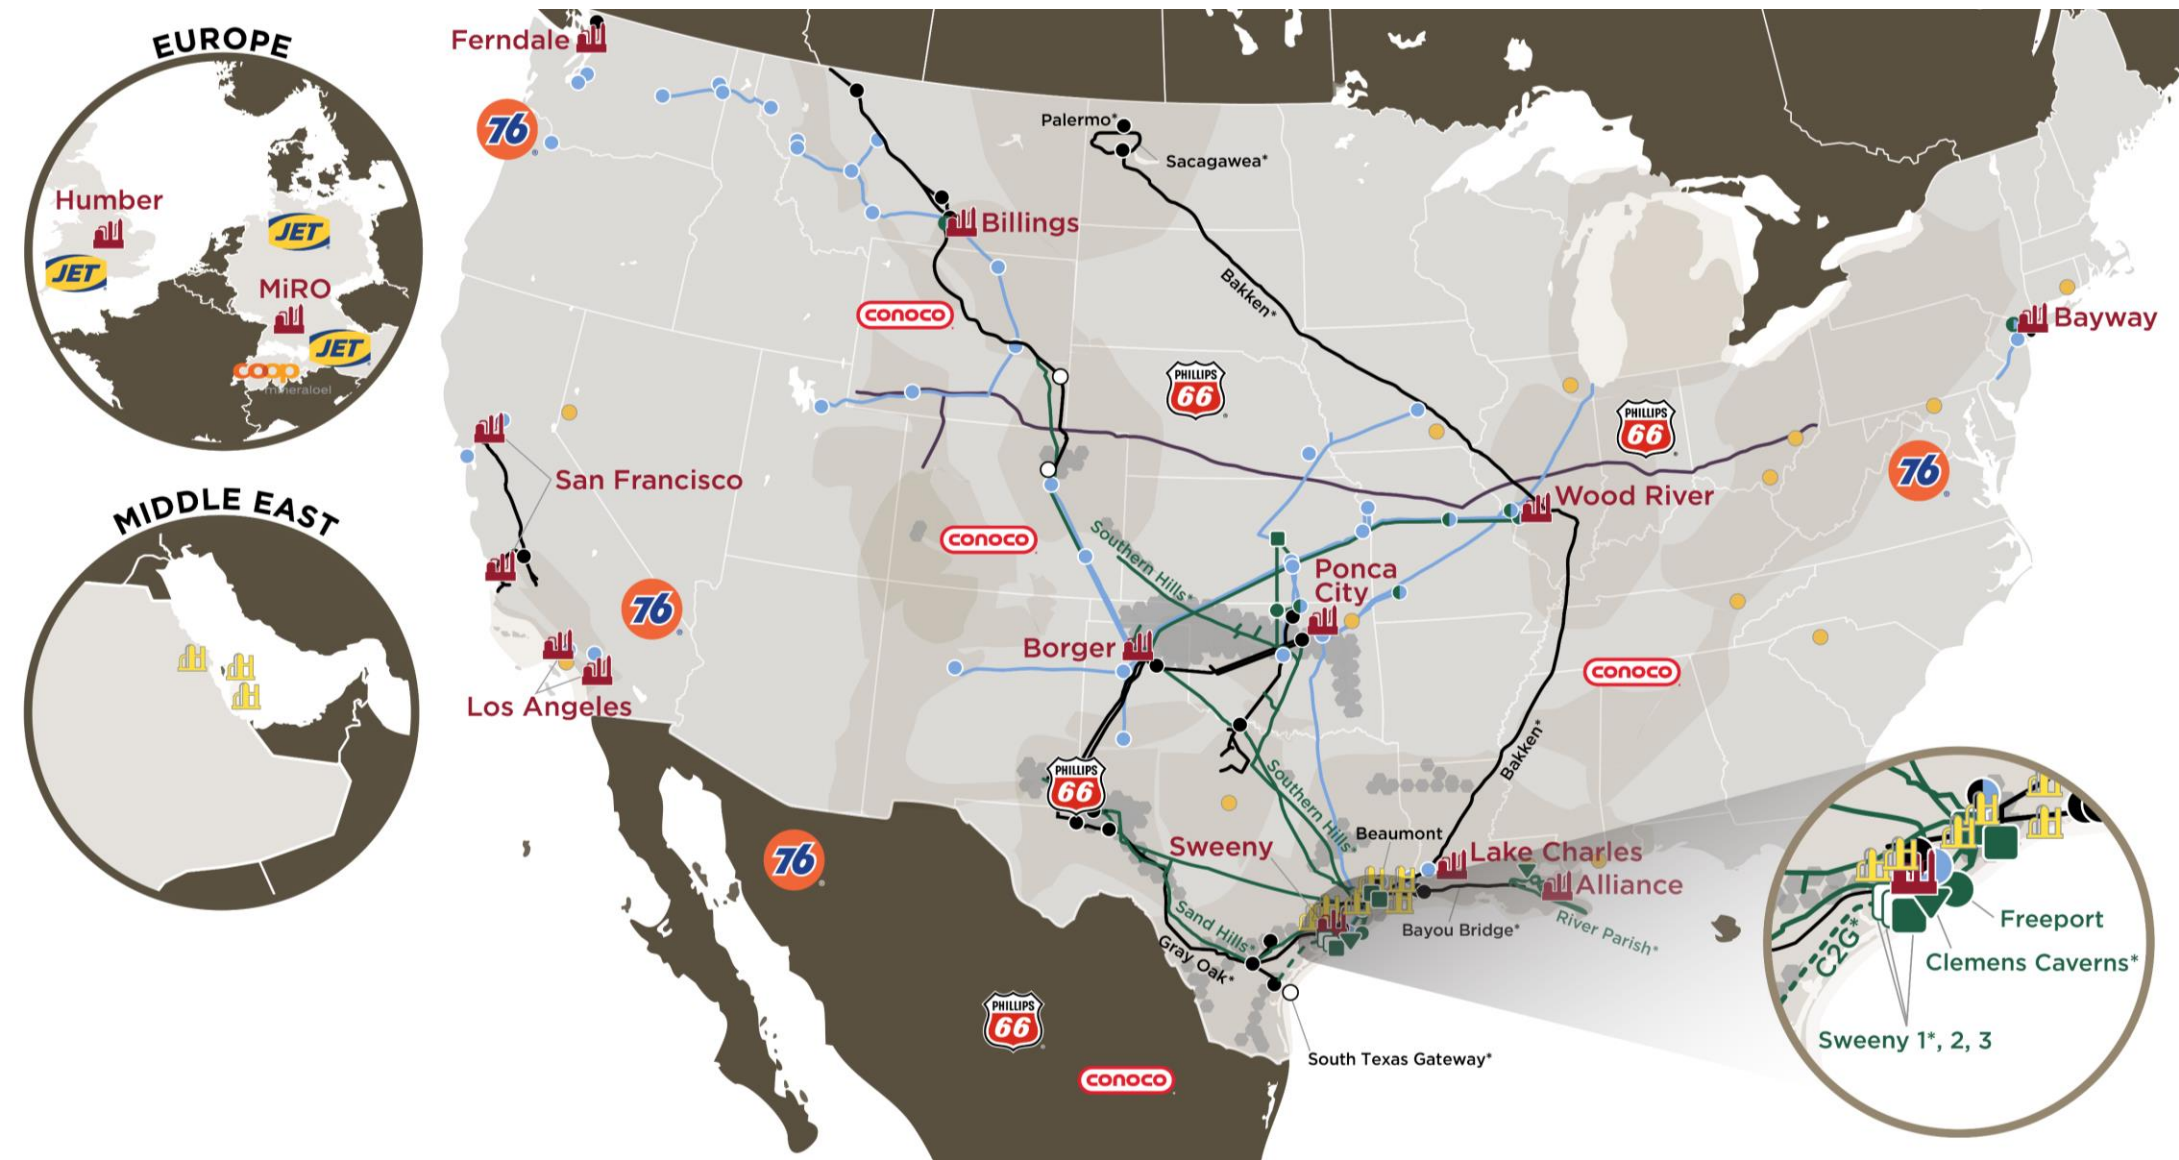 EUROPE
Humber
JET
JET
MiRO
JET
coop
mineraloel
MIDDLE EAST
Ferndale
76
Palermo*
Sacagawea*
Billings
Bakken*
conoco
PHILLIPS
66
PHILLIPS
66
Bayway
76
San Francisco
Wood River
conoco
Southern Hills*
Ponca
City
76
Borger
Los Angeles
conoco
Bakken*
PHILLIPS
66
Southern Hills*
76
Beaumont
Sweeny
Lake Charles
Alliance
Sand Hills*
Gray Oak*
Bayou Bridge*
River Parish*
PHILLIPS
66
South Texas Gateway*
conoco
Freeport
C2G*
Clemens Caverns*
Sweeny 1*, 2, 3